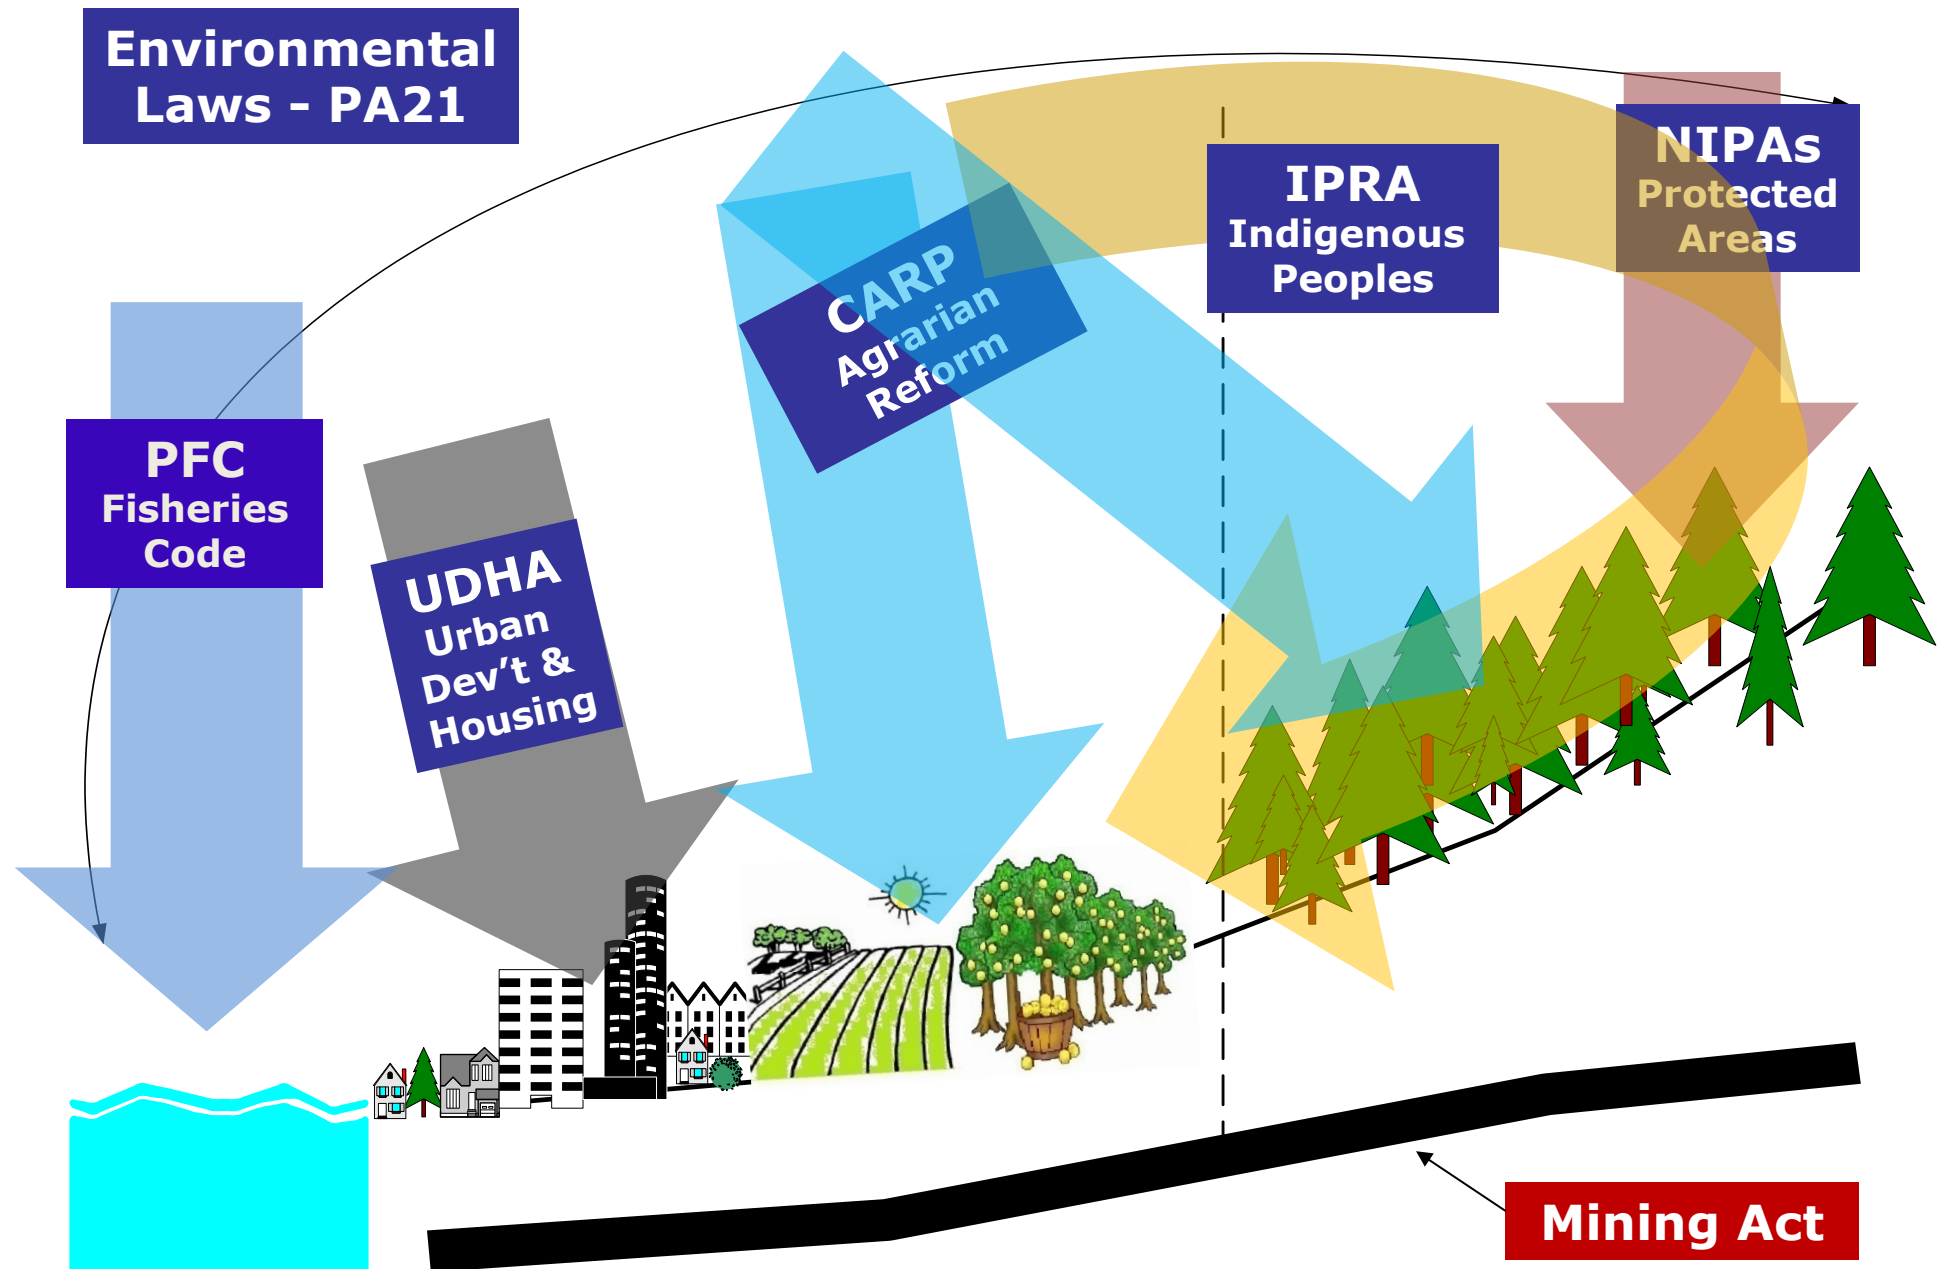 Environmental
Laws - PA21
NIPAs
Protected
Areas
IPRA
Indigenous
Peoples
CARP
Agrarian
Reform
PFC
Fisheries
Code
UDHA
Urban
Dev’t &
Housing
Mining Act